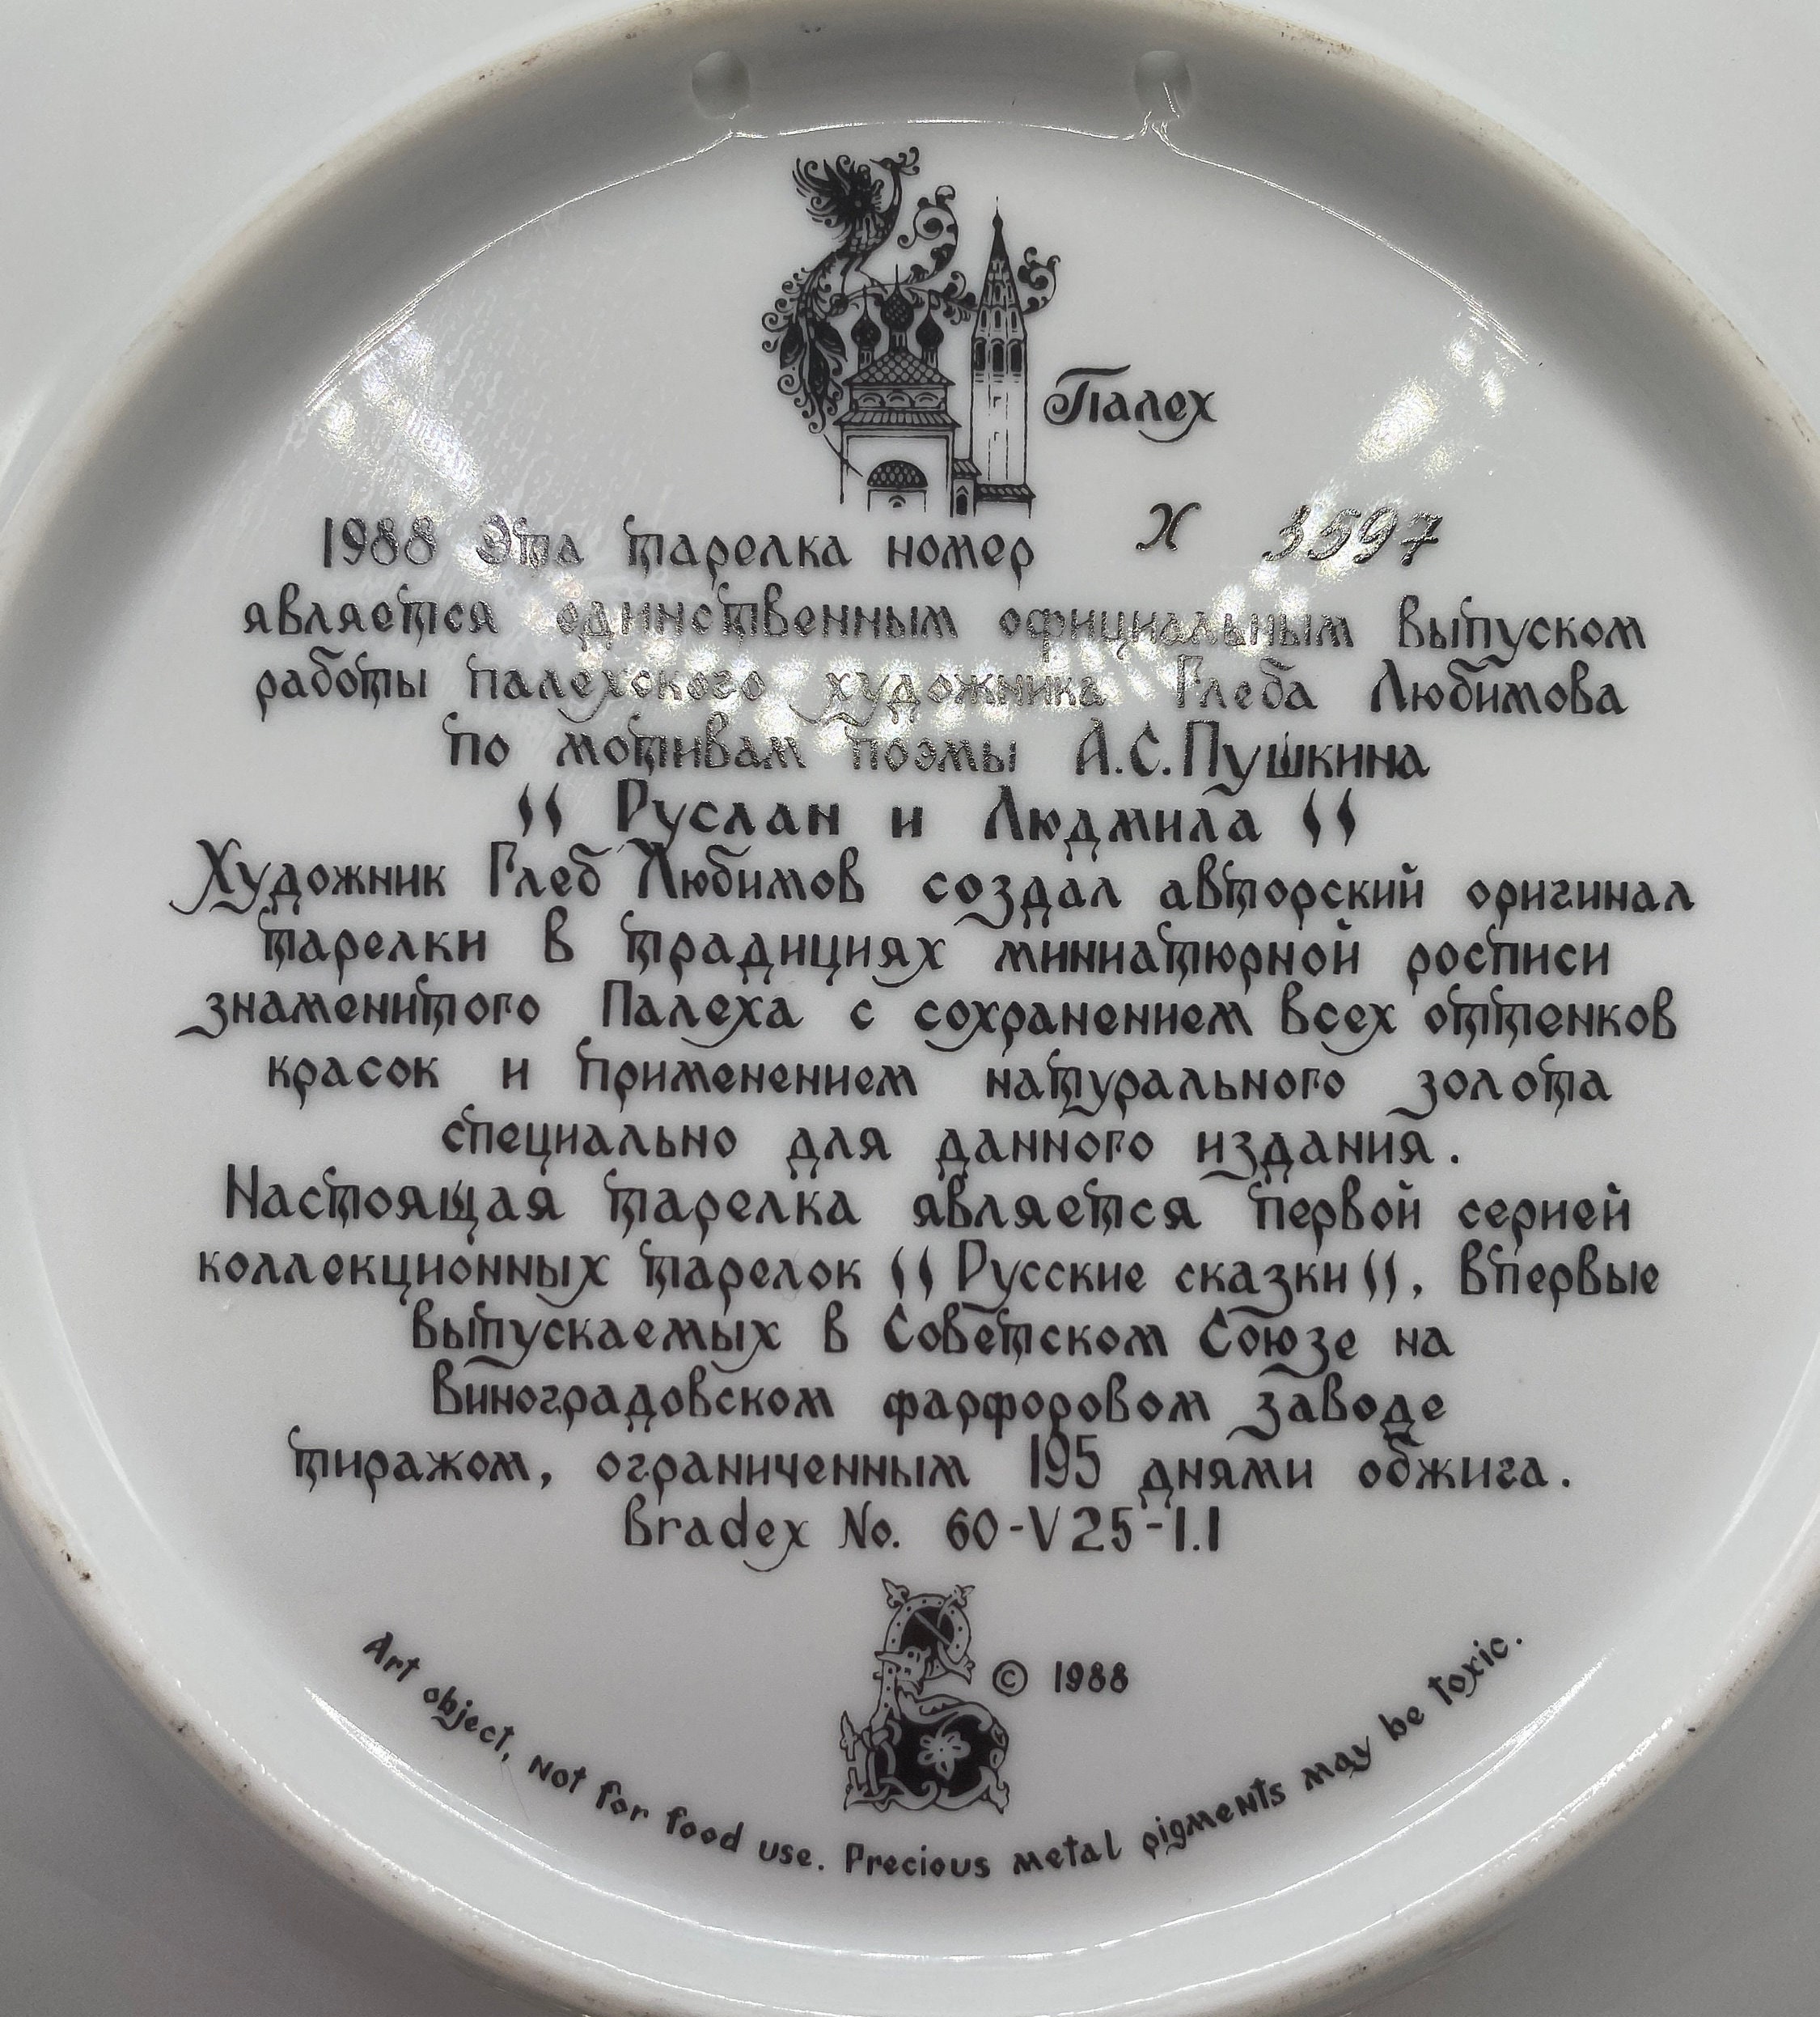 Палех
1988 Эта тарелка номер X 3597
является единственным официальным выпуском
работы палехского художника Глеба Любимова
по мотивам поэмы А.С.Пушкина
" Руслан и Людмила "
Художник Глеб Любимов создал авторский оригинал
тарелки в традициях миниатюрной росписи
знаменитого Палеха с сохранением всех оттенков
красок и применением натурального золота
специально для данного издания.
Настоящая тарелка является первой серией
коллекционных тарелок "Русские сказки", впервые
выпускаемых в Советском Союзе на
Виноградовском фарфоровом заводе
тиражом, ограниченным 195 днями обжига.
Bradex No. 60-V25-1.1
© 1988
Art object, not for food use. Precious metal pigments may be toxic.